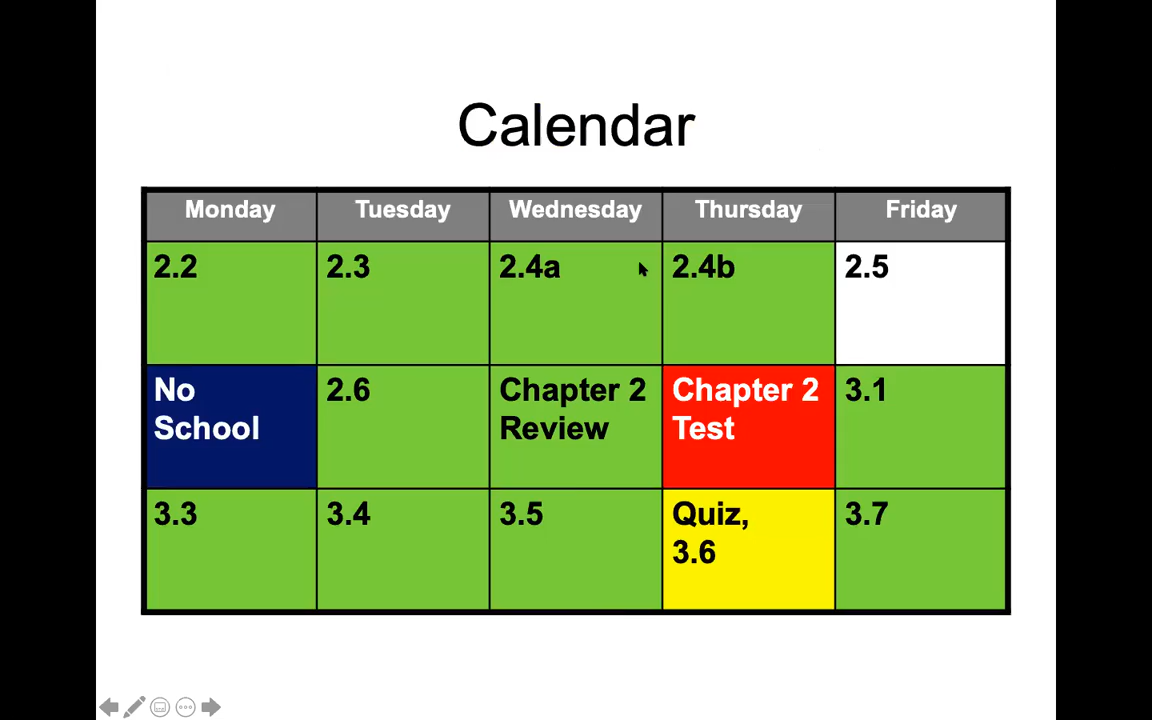 Calendar
Monday Tuesday Wednesday Thursday Friday
2.2 2.3 2.4a 2.4b 2.5
No School 2.6 Chapter 2 Review Chapter 2 Test 3.1
3.3 3.4 3.5 Quiz, 3.6 3.7